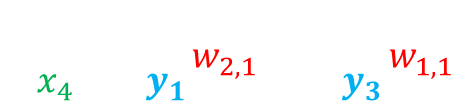 x₄ y₁ w₂,₁ y₃ w₁,₁